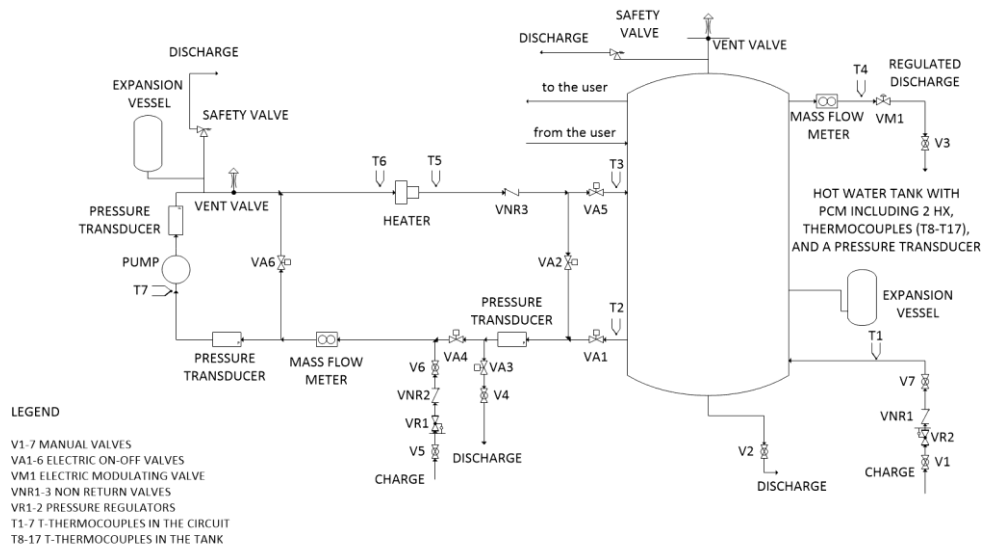 SAFETY
VALVE
DISCHARGE
VENT VALVE
DISCHARGE
EXPANSION
VESSEL
SAFETY VALVE
to the user
from the user
T4
REGULATED
DISCHARGE
MASS FLOW
METER
VM1
V3
T6
T5
T3
VENT VALVE
HEATER
VNR3
VA5
HOT WATER TANK WITH
PCM INCLUDING 2 HX,
THERMOCOUPLES (T8-T17),
AND A PRESSURE TRANSDUCER
PRESSURE
TRANSDUCER
PUMP
T7
VA6
VA2
PRESSURE
TRANSDUCER
T2
EXPANSION
VESSEL
T1
PRESSURE
TRANSDUCER
MASS FLOW
METER
VA4
VA1
V6
VA3
VNR2
V4
VR1
V5
CHARGE
DISCHARGE
V7
VNR1
VR2
V1
CHARGE
V2
DISCHARGE
LEGEND
V1-7 MANUAL VALVES
VA1-6 ELECTRIC ON-OFF VALVES
VM1 ELECTRIC MODULATING VALVE
VNR1-3 NON RETURN VALVES
VR1-2 PRESSURE REGULATORS
T1-7 T-THERMOCOUPLES IN THE CIRCUIT
T8-17 T-THERMOCOUPLES IN THE TANK